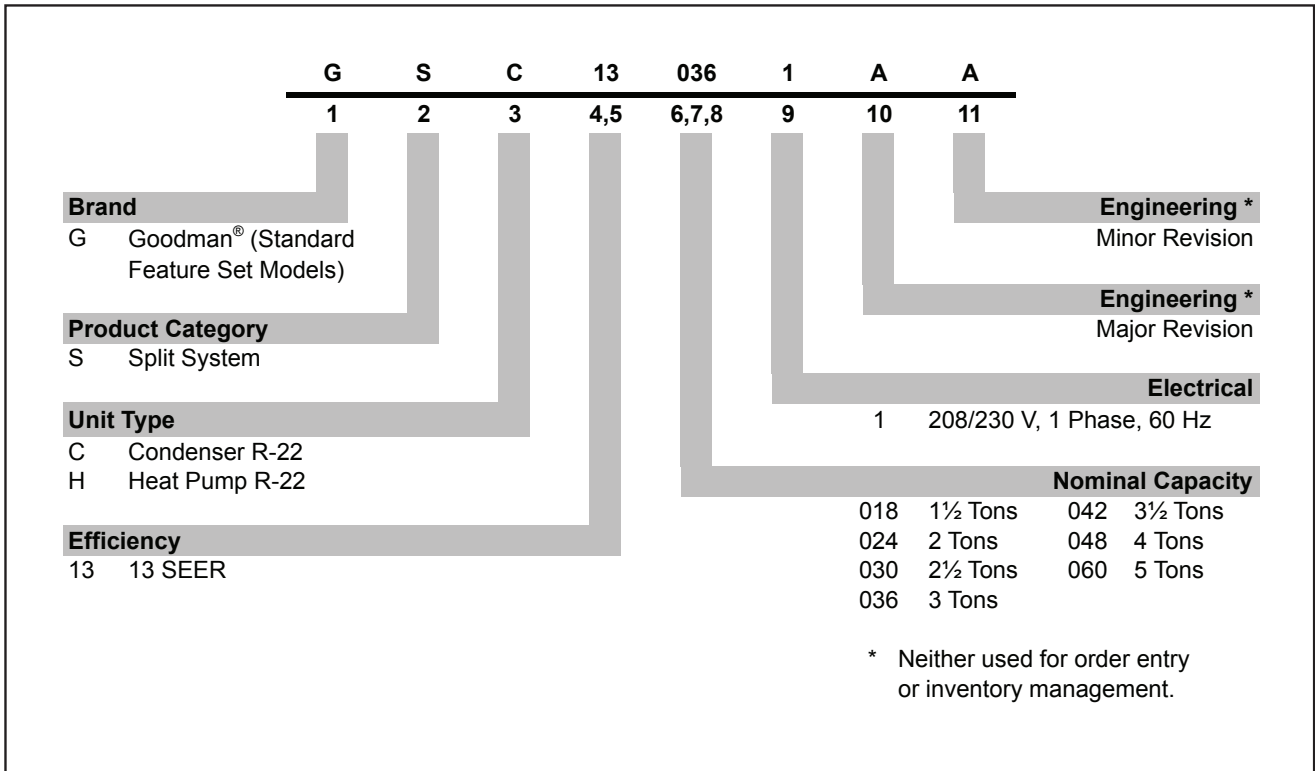 G S C 13 036 1 A A
1 2 3 4,5 6,7,8 9 10 11
Brand
G Goodman® (Standard
Feature Set Models)
Product Category
S Split System
Unit Type
C Condenser R-22
H Heat Pump R-22
Efficiency
13 13 SEER
Engineering *
Minor Revision
Engineering *
Major Revision
Electrical
1 208/230 V, 1 Phase, 60 Hz
Nominal Capacity
018 1½ Tons 042 3½ Tons
024 2 Tons 048 4 Tons
030 2½ Tons 060 5 Tons
036 3 Tons
* Neither used for order entry
or inventory management.